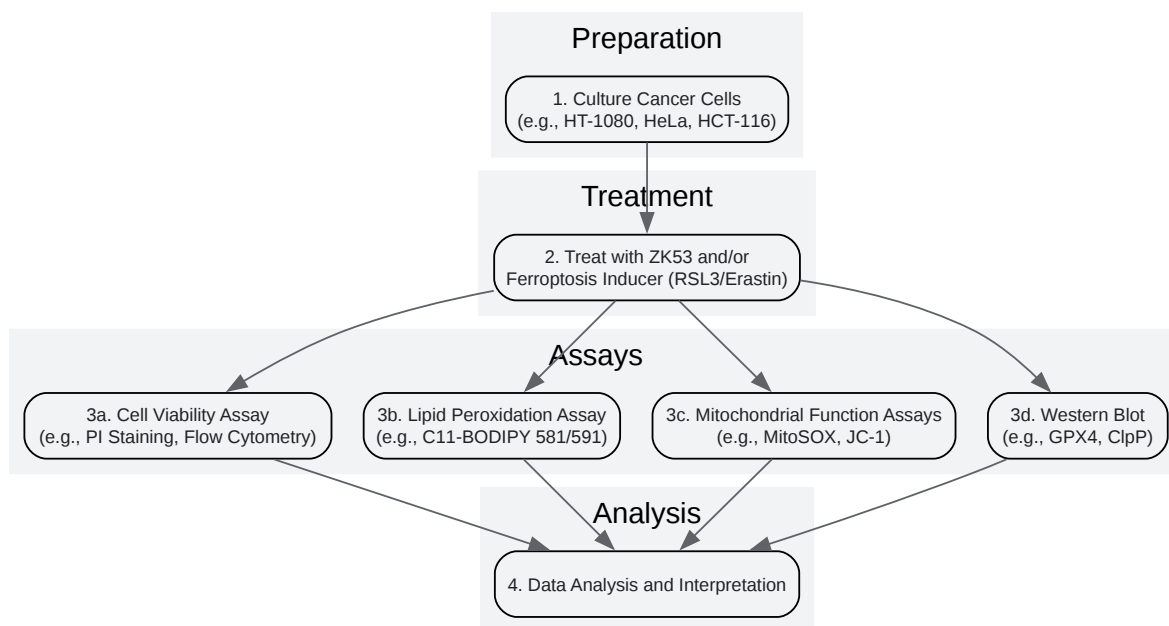 Preparation
1. Culture Cancer Cells
(e.g., HT-1080, HeLa, HCT-116)
Treatment
2. Treat with ZK53 and/or
Ferroptosis Inducer (RSL3/Erastin)
Assays
3a. Cell Viability Assay
(e.g., PI Staining, Flow Cytometry)
3b. Lipid Peroxidation Assay
(e.g., C11-BODIPY 581/591)
3c. Mitochondrial Function Assays
(e.g., MitoSOX, JC-1)
3d. Western Blot
(e.g., GPX4, ClpP)
Analysis
4. Data Analysis and Interpretation